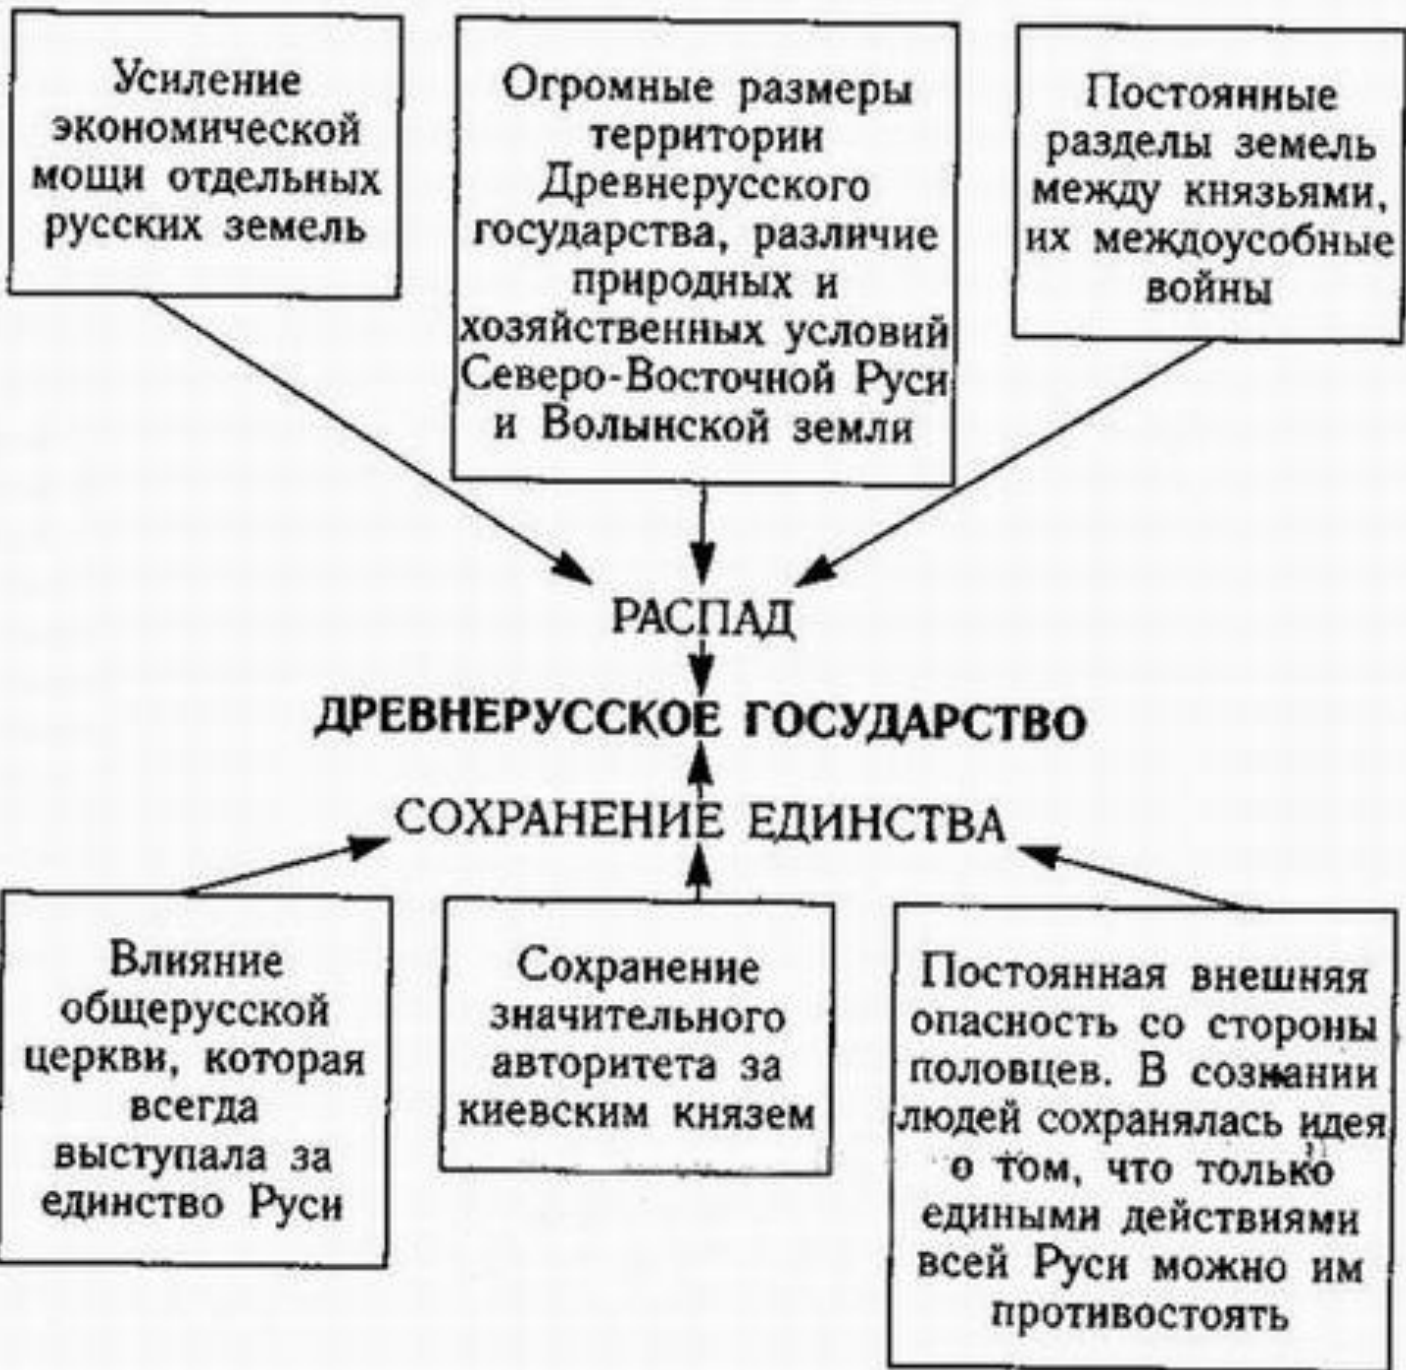 Усиление
экономической
мощи отдельных
русских земель
Огромные размеры
территории
Древнерусского
государства, различие
природных и
хозяйственных условий
Северо-Восточной Руси
и Волынской земли
Постоянные
разделы земель
между князьями,
их междоусобные
войны
РАСПАД
ДРЕВНЕРУССКОЕ ГОСУДАРСТВО
СОХРАНЕНИЕ ЕДИНСТВА
Влияние
общерусской
церкви, которая
всегда
выступала за
единство Руси
Сохранение
значительного
авторитета за
киевским князем
Постоянная внешняя
опасность со стороны
половцев. В сознании
людей сохранялась идея
о том, что только
едиными действиями
всей Руси можно им
противостоять